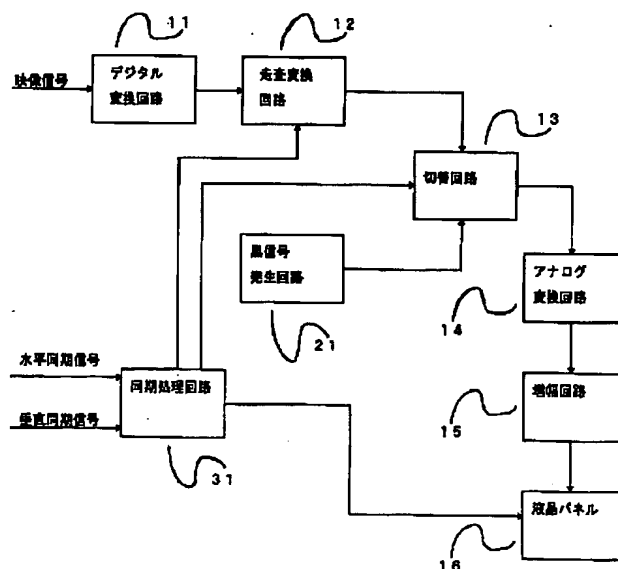 11
12
映像信号
デジタル
変換回路
走査変換
回路
13
切替回路
黒信号
発生回路
アナログ
変換回路
14
21
水平同期信号
同期処理回路
増幅回路
垂直同期信号
15
31
液晶パネル
16